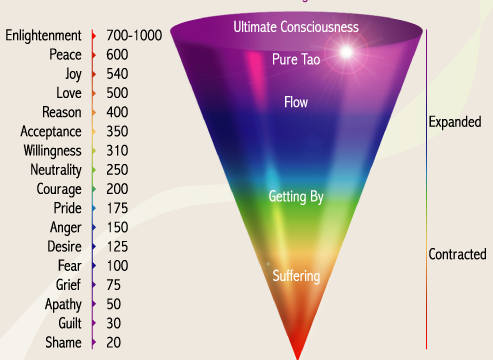 Ultimate Consciousness
Enlightenment 700-1000
Peace 600
Pure Tao
Joy 540
Love 500
Flow
Reason 400
Expanded
Acceptance 350
Willingness 310
Neutrality 250
Courage 200
Getting By
Pride 175
Anger 150
Desire 125
Contracted
Fear 100
Suffering
Grief 75
Apathy 50
Guilt 30
Shame 20